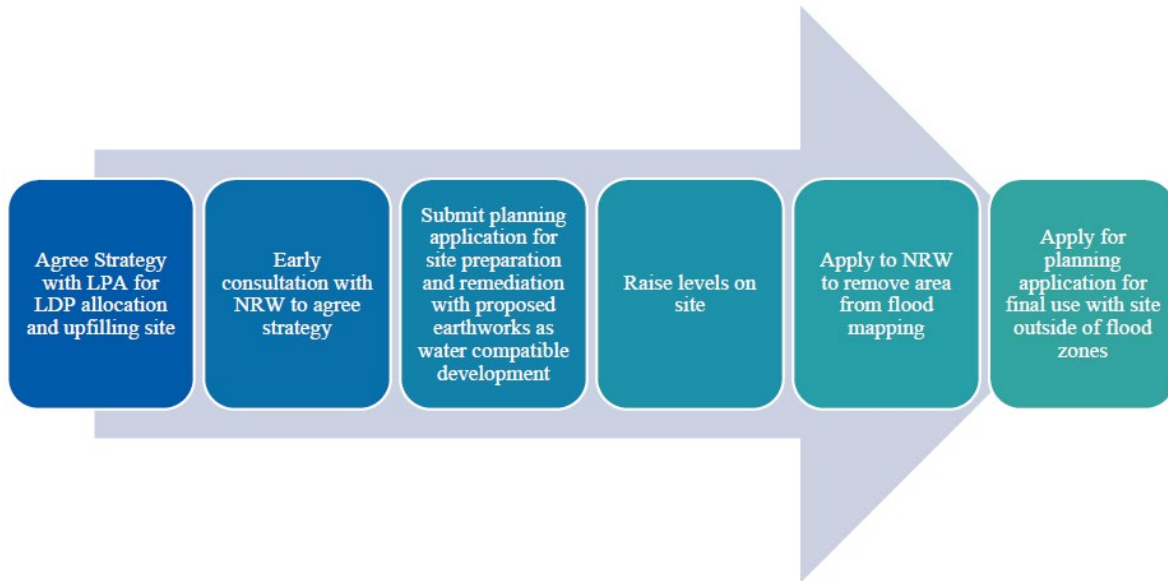 Agree Strategy
with LPA for
LDP allocation
and upfilling site
Early
consultation with
NRW to agree
strategy
Submit planning
application for
site preparation
and remediation
with proposed
earthworks as
water compatible
development
Raise levels on
site
Apply to NRW
to remove area
from flood
mapping
Apply for
planning
application for
final use with site
outside of flood
zones